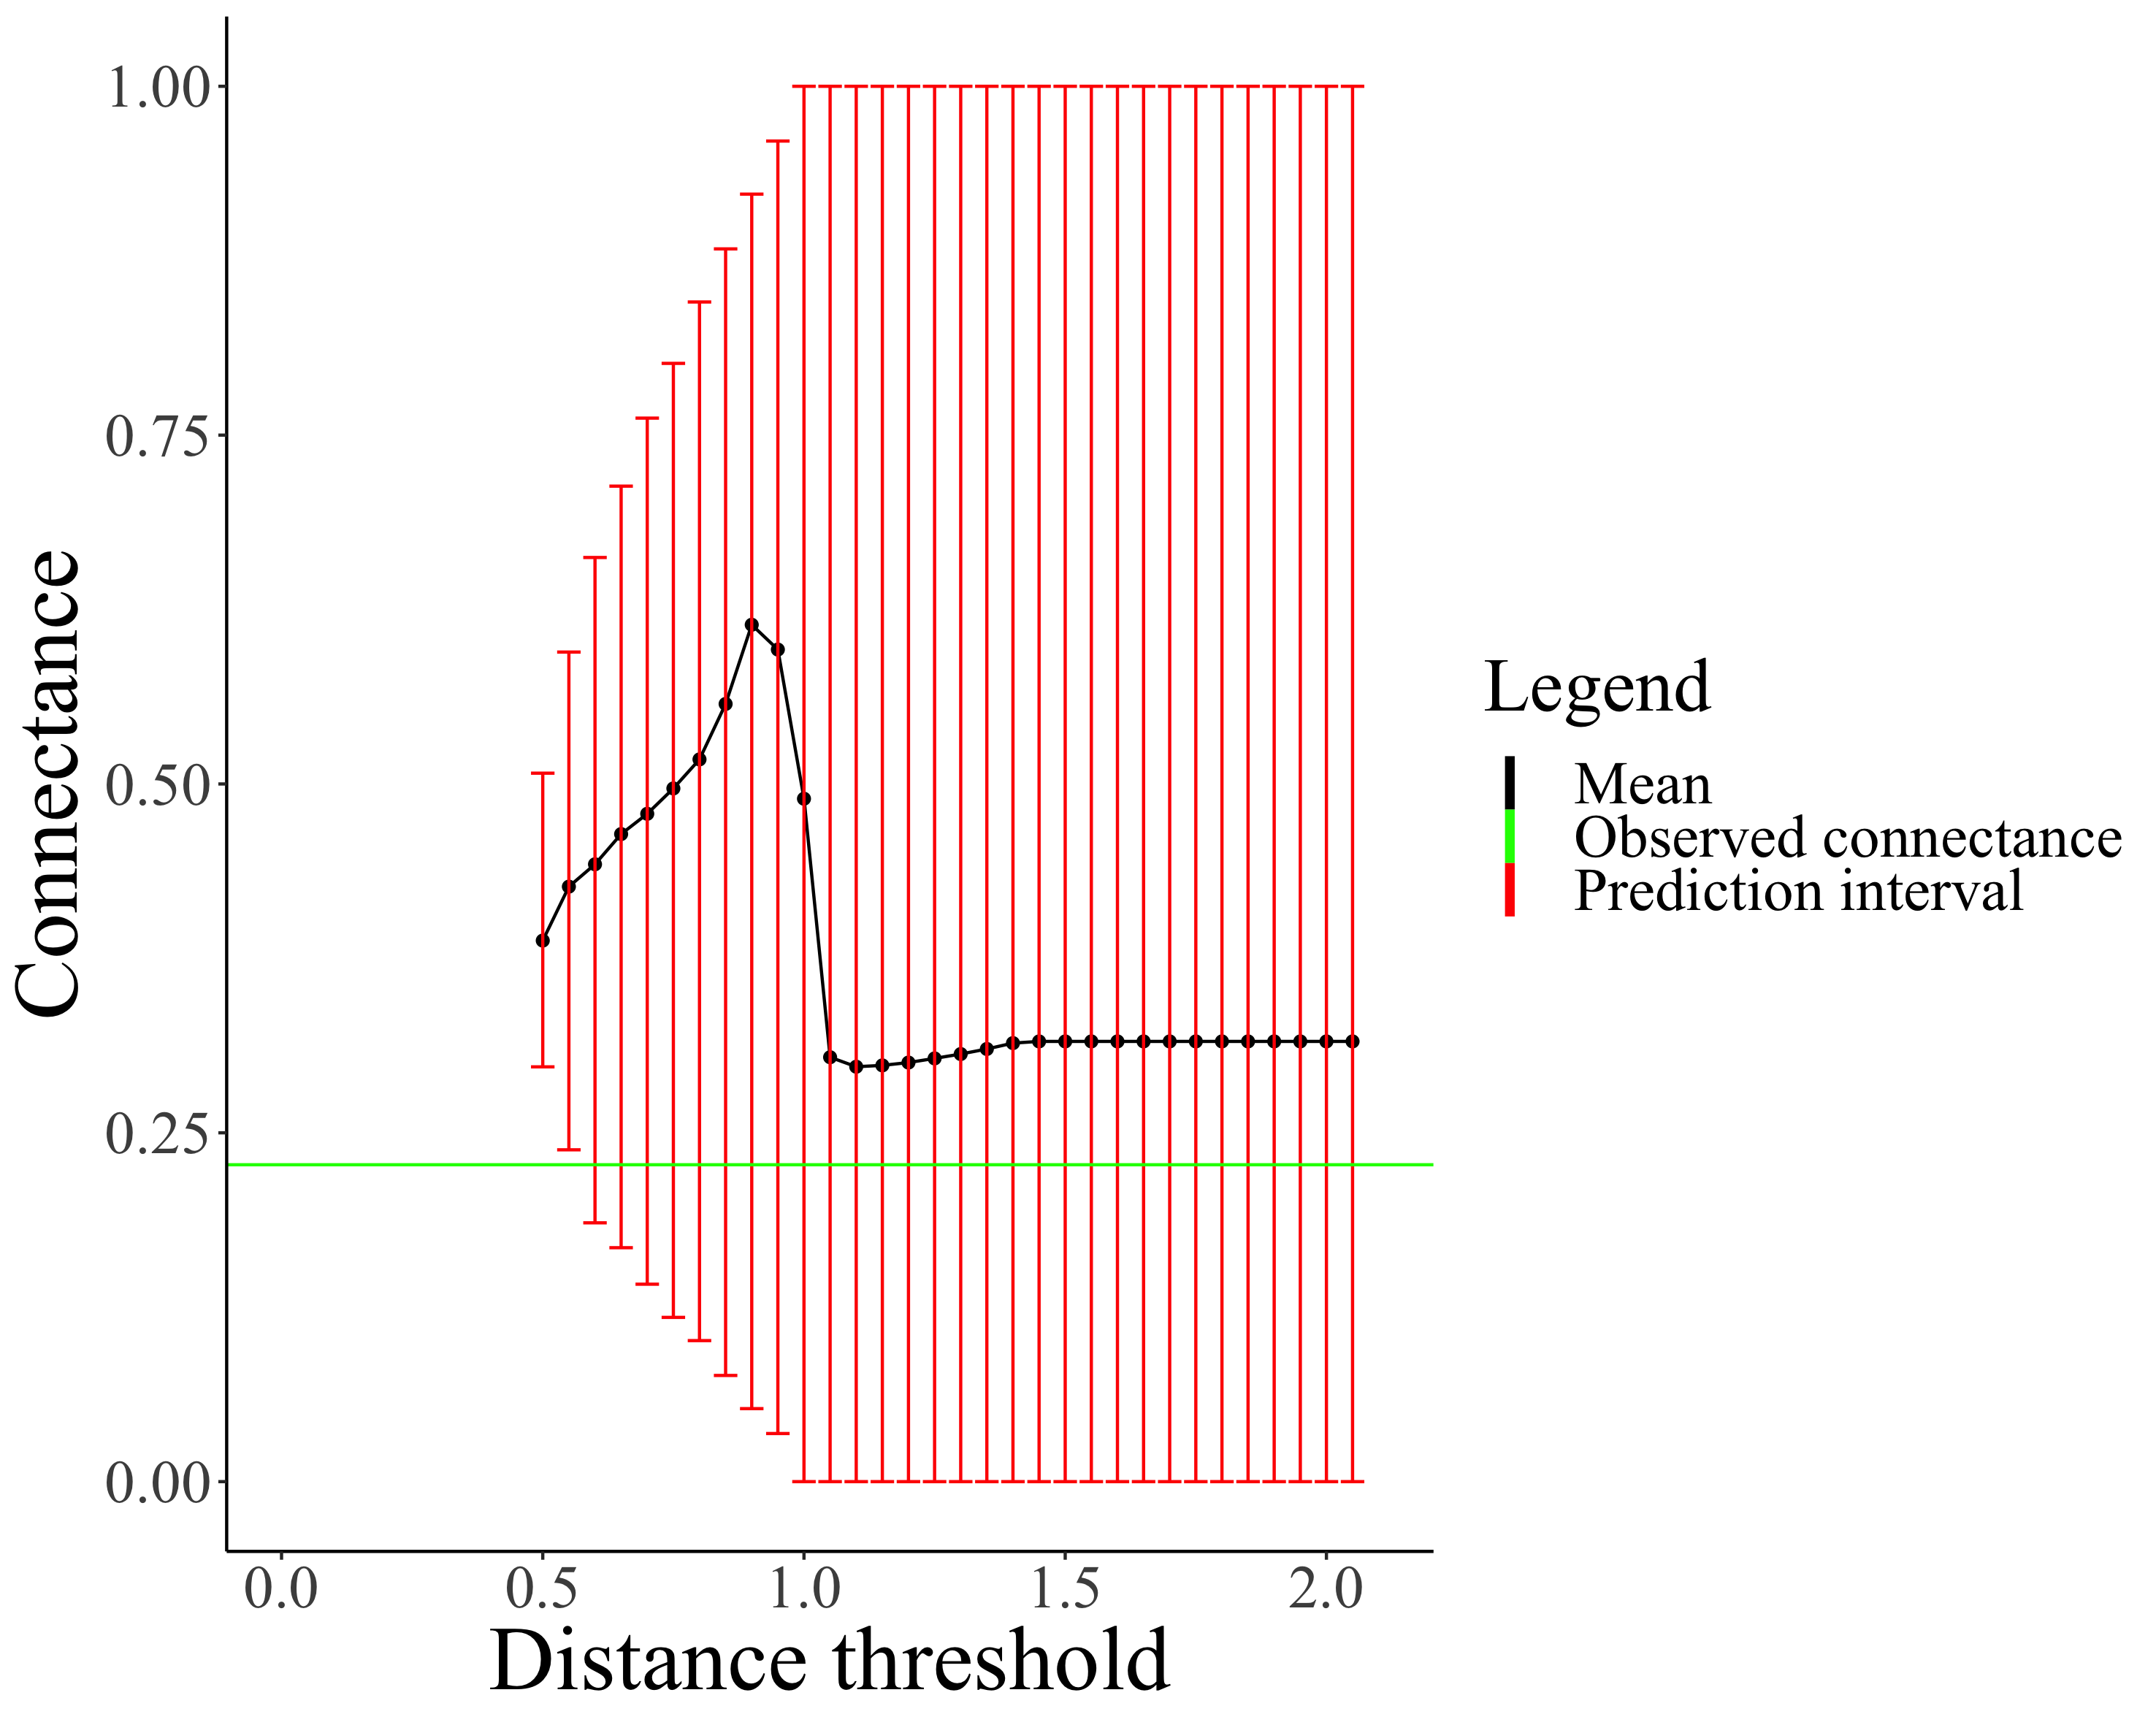 1.00
0.75
0.50
0.25
0.00
Connectance
0.0 0.5 1.0 1.5 2.0
Distance threshold
Legend
Mean
Observed connectance
Prediction interval